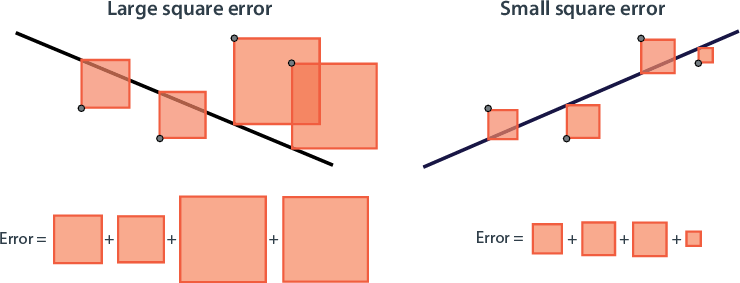 Large square error
Small square error
Error = + + +
Error = + + +